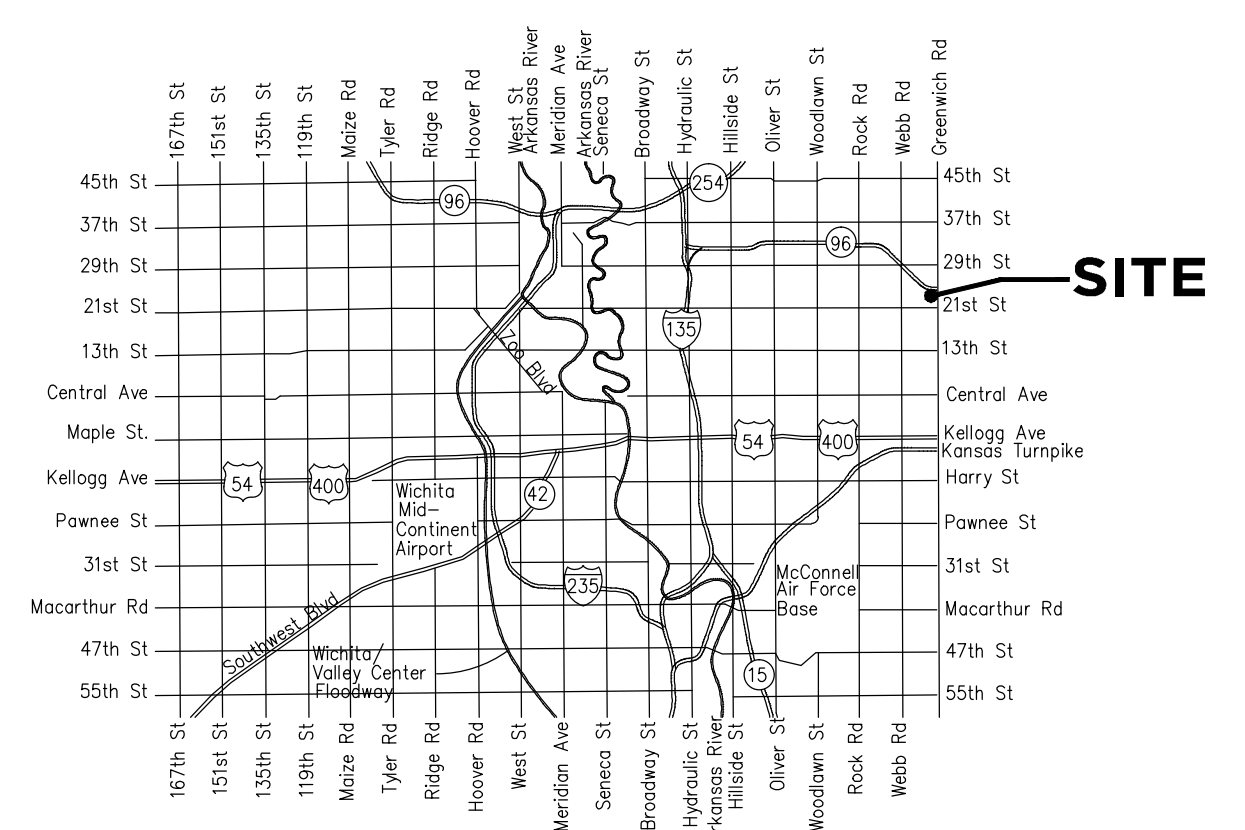 167th St
151st St
135th St
119th St
Maize Rd
Tyler Rd
Ridge Rd
Hoover Rd
West St
Arkansas River
Meridian Ave
Arkansas River
Seneca St
Broadway St
Hydraulic St
Hillside St
Oliver St
Woodlawn St
Rock Rd
Webb Rd
Greenwich Rd
45th St
37th St
29th St
21st St
13th St
Central Ave
Maple St.
Kellogg Ave
Pawnee St
31st St
Macarthur Rd
47th St
55th St
96
254
96
135
Zoo Blvd
54
400
54
400
42
Wichita
Mid-
Continent
Airport
235
McConnell
Air Force
Base
Southwest Blvd
Wichita/
Valley Center
Floodway
15
45th St
37th St
29th St
SITE
21st St
13th St
Central Ave
Kellogg Ave
Kansas Turnpike
Harry St
Pawnee St
31st St
Macarthur Rd
47th St
55th St
167th St
151st St
135th St
119th St
Maize Rd
Tyler Rd
Ridge Rd
Hoover Rd
West St
Meridian Ave
Seneca St
Broadway St
Hydraulic St
rkansas River
Hillside St
Oliver St
Woodlawn St
Rock Rd
Webb Rd